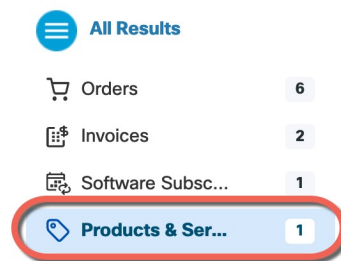 All Results
Orders 6
Invoices 2
Software Subsc... 1
Products & Ser... 1